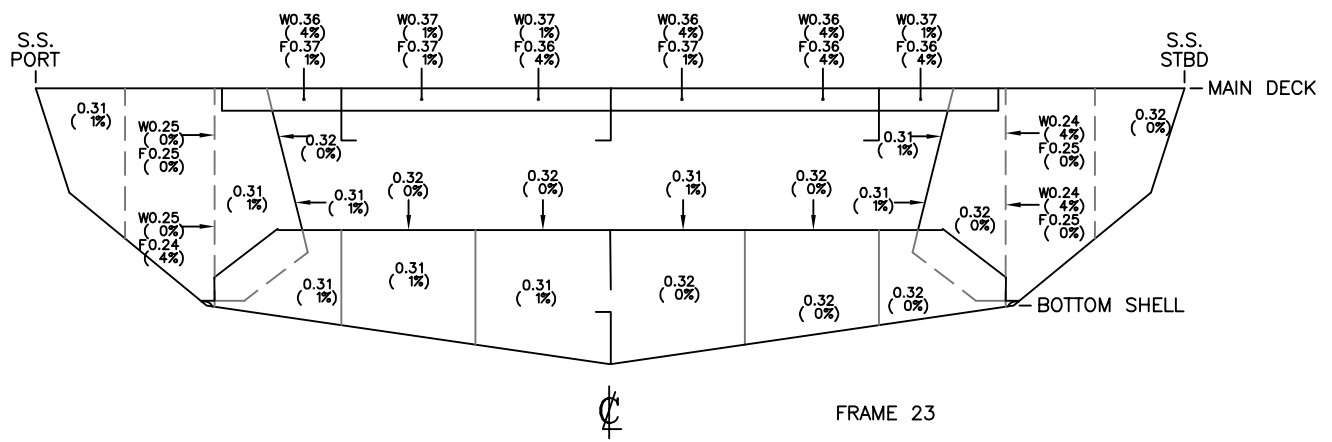 W0.36
( 4%)
F0.37
( 1%)
W0.37
( 1%)
F0.37
( 1%)
W0.37
( 1%)
F0.36
( 4%)
W0.36
( 4%)
F0.37
( 1%)
W0.36
( 4%)
F0.36
( 4%)
W0.37
( 1%)
F0.36
( 4%)
S.S.
PORT
S.S.
STBD
MAIN DECK
0.31
( 1%)
W0.25
( 0%)
F0.25
( 0%)
0.32
( 0%)
0.31
( 1%)
W0.24
( 4%)
F0.25
( 0%)
0.32
( 0%)
W0.25
( 0%)
F0.24
( 4%)
0.31
( 1%)
0.31
( 1%)
0.32
( 0%)
0.32
( 0%)
0.31
( 1%)
0.32
( 0%)
0.31
( 1%)
0.32
( 0%)
W0.24
( 4%)
F0.25
( 0%)
0.31
( 1%)
0.31
( 1%)
0.31
( 1%)
0.32
( 0%)
0.32
( 0%)
0.32
( 0%)
BOTTOM SHELL
℄
FRAME 23